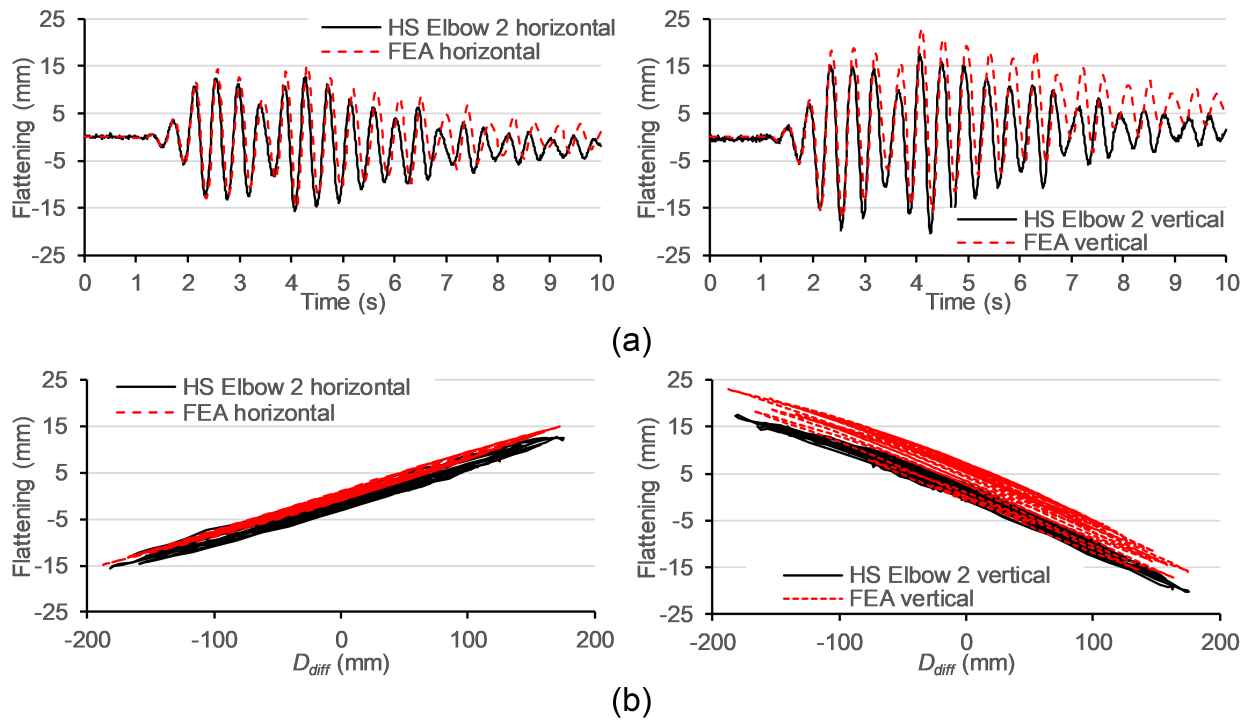 25
15
5
-5
-15
-25
Flattening (mm)
HS Elbow 2 horizontal
FEA horizontal
0 1 2 3 4 5 6 7 8 9 10
Time (s)
25
15
5
-5
-15
-25
Flattening (mm)
HS Elbow 2 vertical
FEA vertical
0 1 2 3 4 5 6 7 8 9 10
Time (s)
(a)
25
15
5
-5
-15
-25
Flattening (mm)
HS Elbow 2 horizontal
FEA horizontal
-200 -100 0 100 200
Ddiff (mm)
25
15
5
-5
-15
-25
Flattening (mm)
HS Elbow 2 vertical
FEA vertical
-200 -100 0 100 200
Ddiff (mm)
(b)